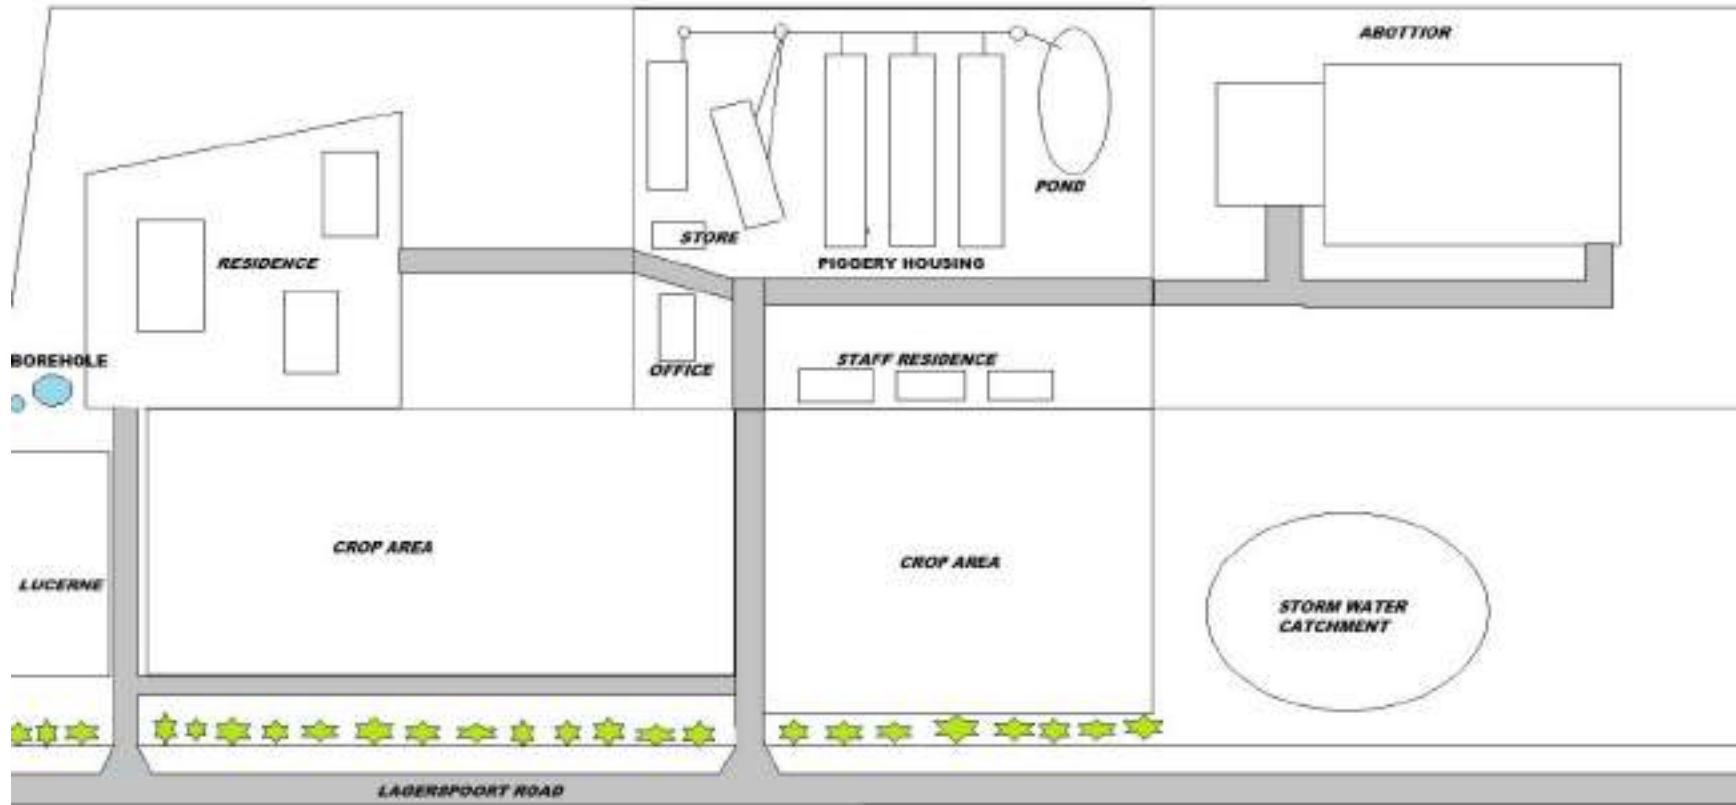 ABOTTIOR
POND
STORE
RESIDENCE
PIGGERY HOUSING
BOREHOLE
OFFICE
STAFF RESIDENCE
CROP AREA
CROP AREA
LUCERNE
STORM WATER
CATCHMENT
LAGERSPOORT ROAD